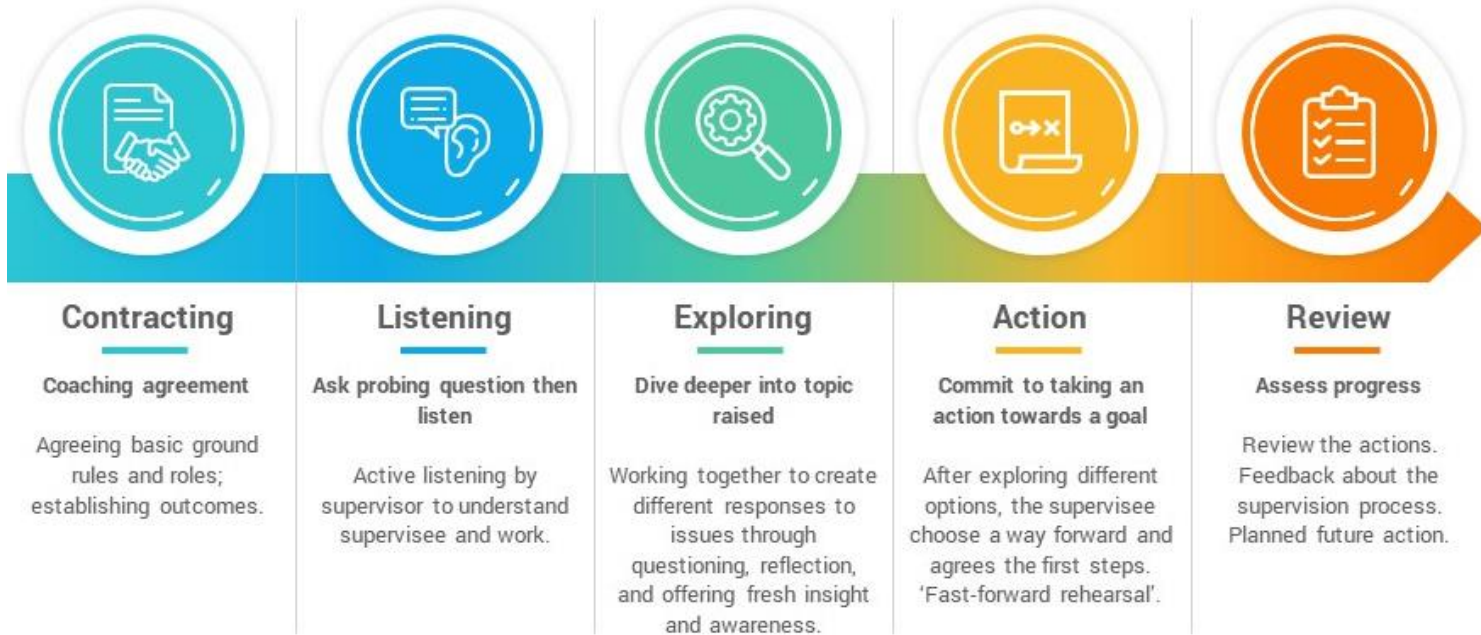 Contracting
Coaching agreement
Agreeing basic ground
rules and roles;
establishing outcomes.
Listening
Ask probing question then
listen
Active listening by
supervisor to understand
supervisee and work.
Exploring
Dive deeper into topic
raised
Working together to create
different responses to
issues through
questioning, reflection,
and offering fresh insight
and awareness.
Action
Commit to taking an
action towards a goal
After exploring different
options, the supervisee
choose a way forward and
agrees the first steps.
‘Fast-forward rehearsal’.
Review
Assess progress
Review the actions.
Feedback about the
supervision process.
Planned future action.